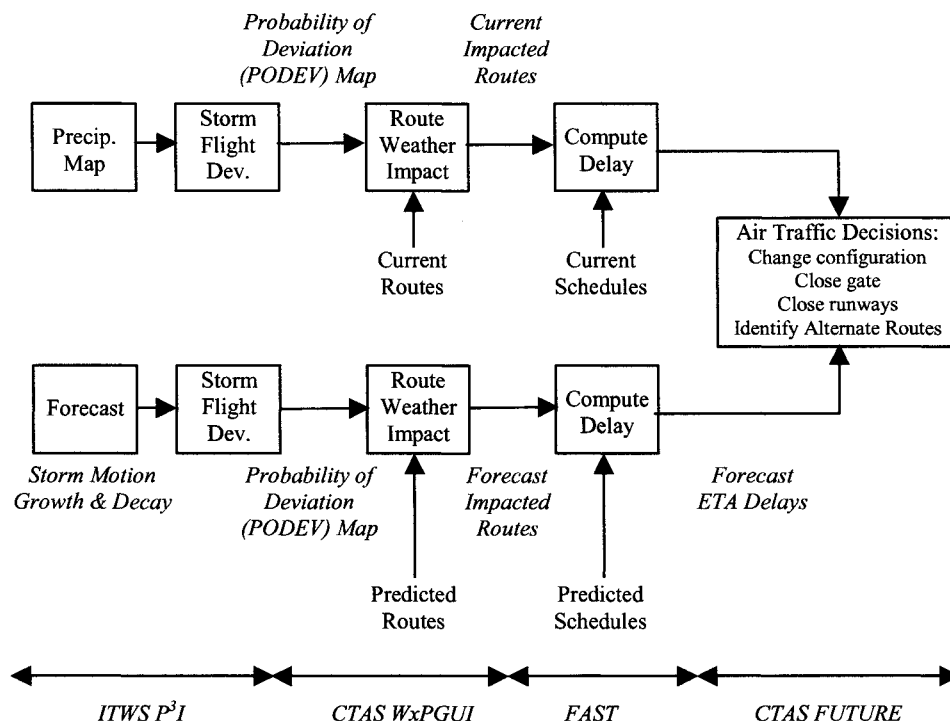 Probability of
Deviation
(PODEV) Map
Current
Impacted
Routes
Precip.
Map
Storm
Flight
Dev.
Route
Weather
Impact
Compute
Delay
Current
Routes
Current
Schedules
Air Traffic Decisions:
Change configuration
Close gate
Close runways
Identify Alternate Routes
Forecast
Storm
Flight
Dev.
Route
Weather
Impact
Compute
Delay
Storm Motion
Growth & Decay
Probability of
Deviation
(PODEV) Map
Forecast
Impacted
Routes
Forecast
ETA Delays
Predicted
Routes
Predicted
Schedules
ITWS P³I
CTAS WxPGUI
FAST
CTAS FUTURE